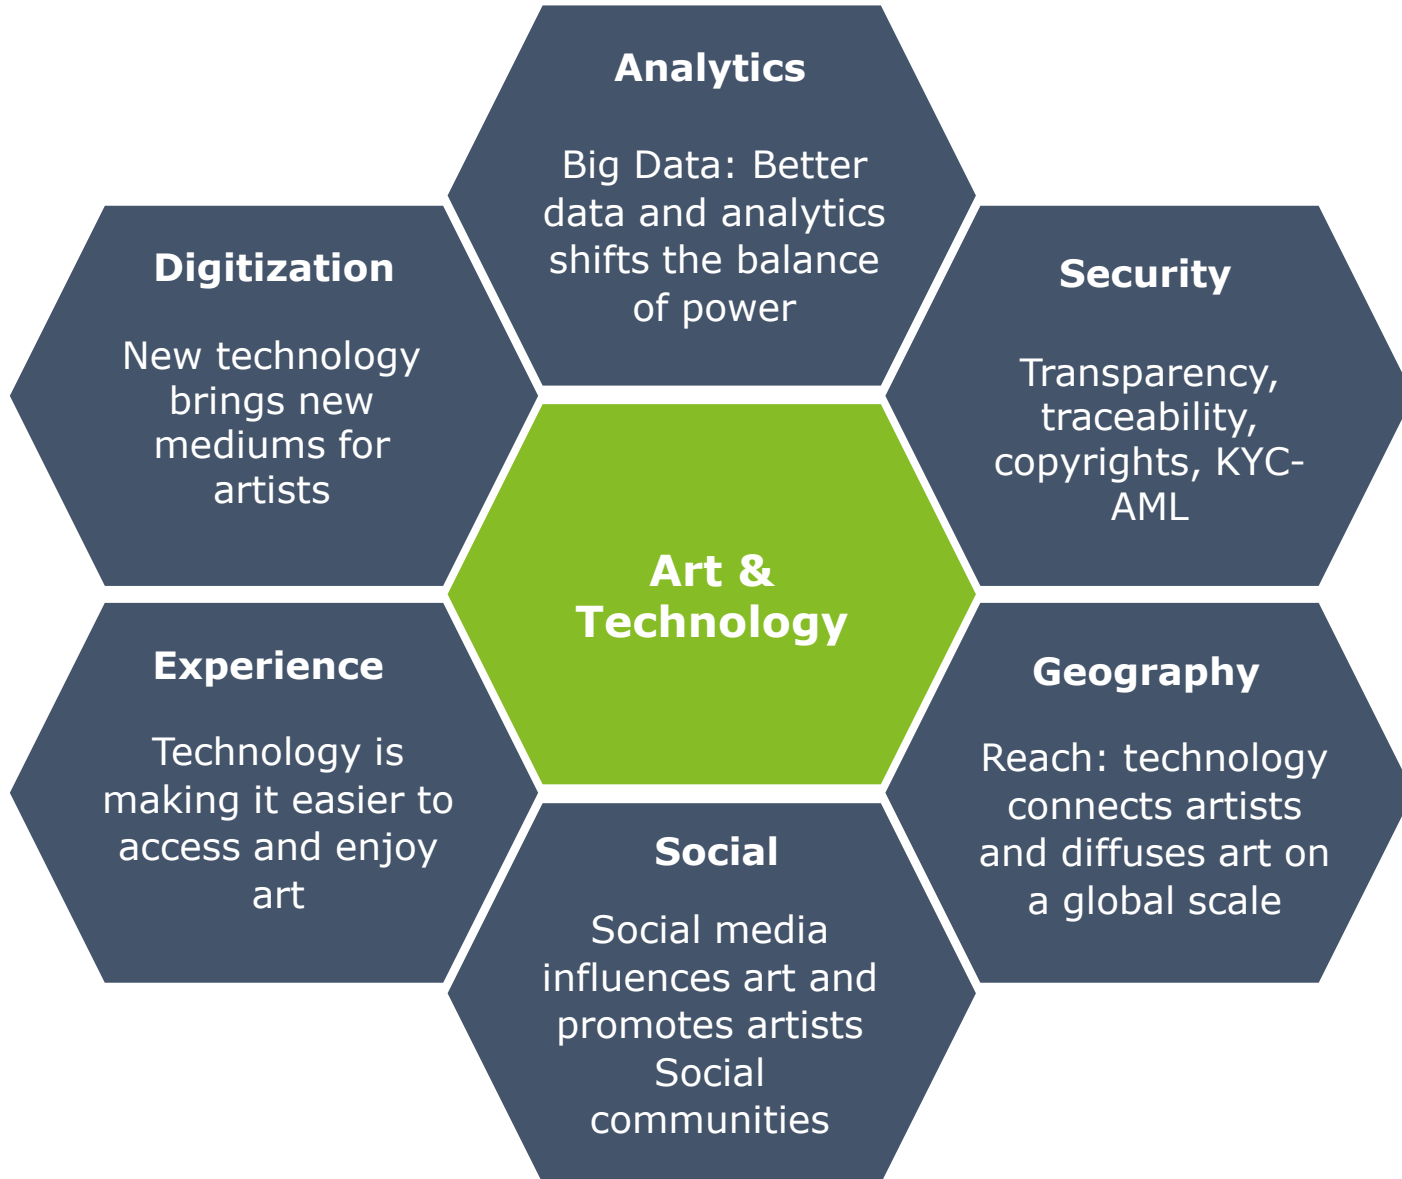 Analytics
Big Data: Better
data and analytics
shifts the balance
of power
Digitization
New technology
brings new
mediums for
artists
Security
Transparency,
traceability,
copyrights, KYC-
AML
Art &
Technology
Experience
Technology is
making it easier to
access and enjoy
art
Geography
Reach: technology
connects artists
and diffuses art on
a global scale
Social
Social media
influences art and
promotes artists
Social
communities